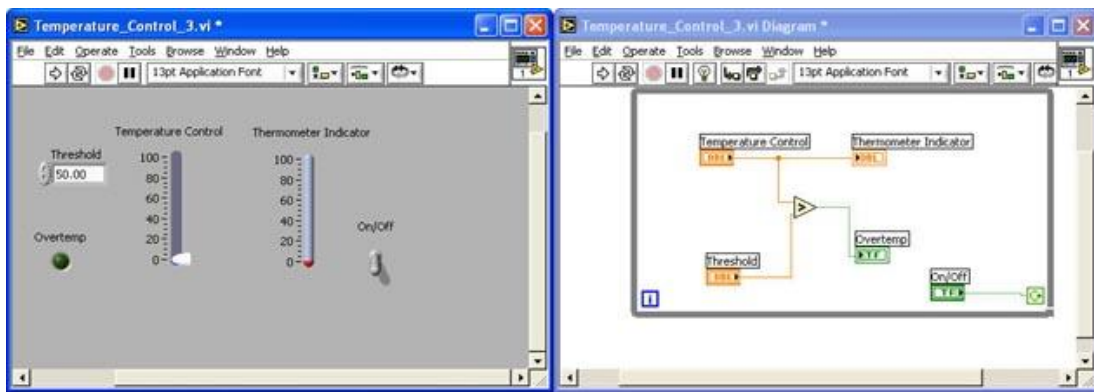 Temperature_Control_3.vi *
File Edit Operate Tools Browse Window Help
13pt Application Font
1
Temperature Control
Thermometer Indicator
Threshold
50.00
100
80
60
40
20
0
100
80
60
40
20
0
On/Off
Overtemp
Temperature_Control_3.vi Diagram *
File Edit Operate Tools Browse Window Help
13pt Application Font
1
Temperature Control
DBL
Thermometer Indicator
DBL
>
Overtemp
TF
Threshold
DBL
On/Off
TF
i